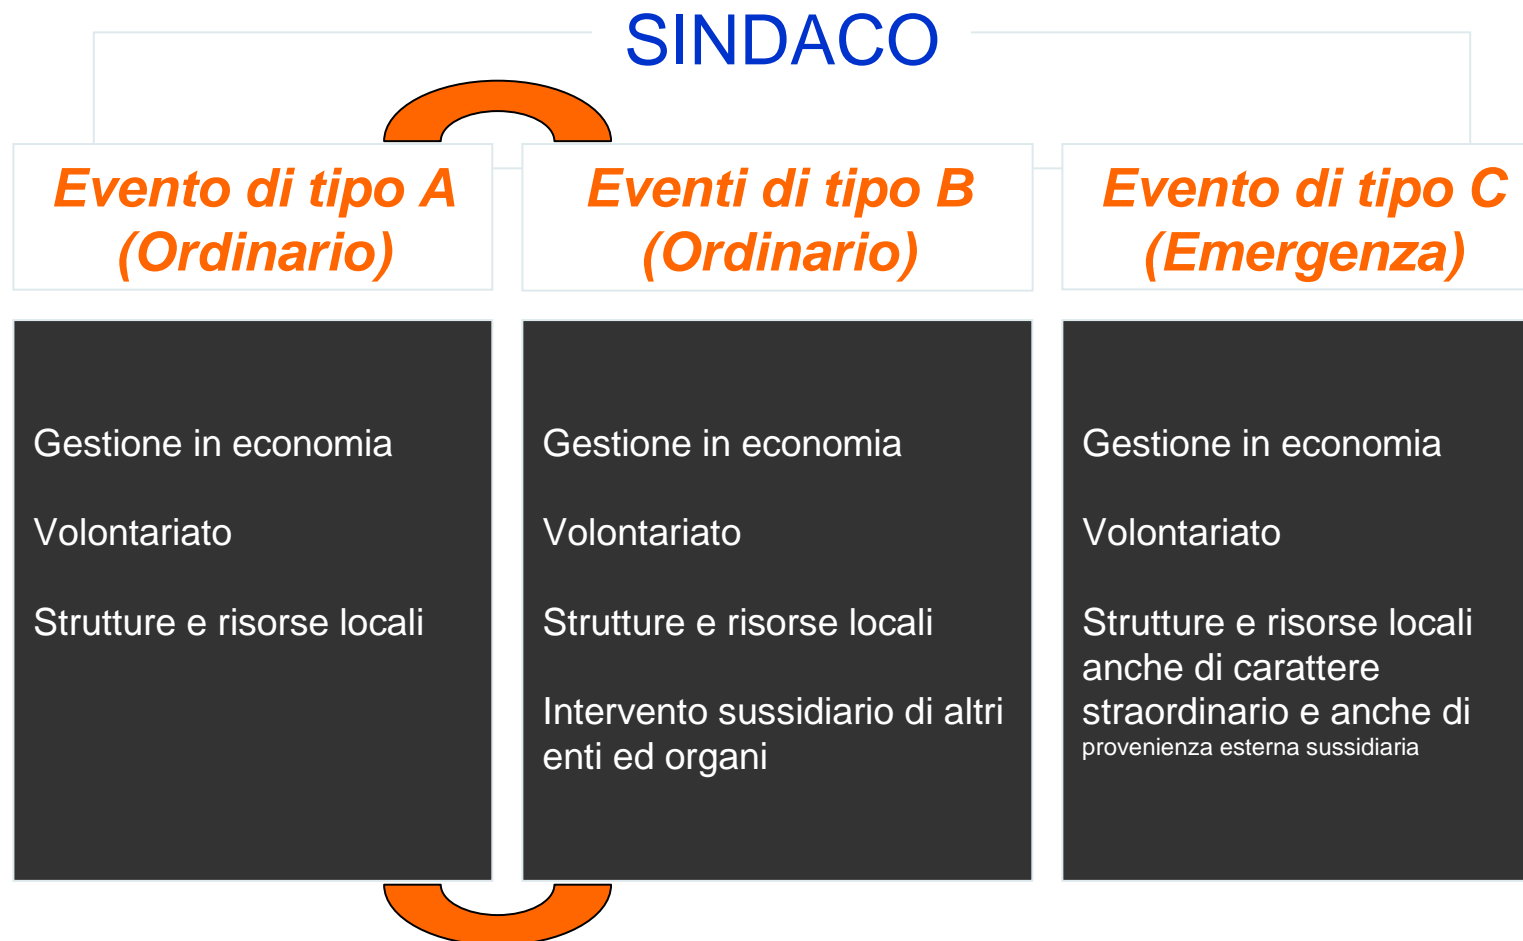 SINDACO
Evento di tipo A
(Ordinario)
Eventi di tipo B
(Ordinario)
Evento di tipo C
(Emergenza)
Gestione in economia
Volontariato
Strutture e risorse locali
Gestione in economia
Volontariato
Strutture e risorse locali
Intervento sussidiario di altri
enti ed organi
Gestione in economia
Volontariato
Strutture e risorse locali
anche di carattere
straordinario e anche di
provenienza esterna sussidiaria